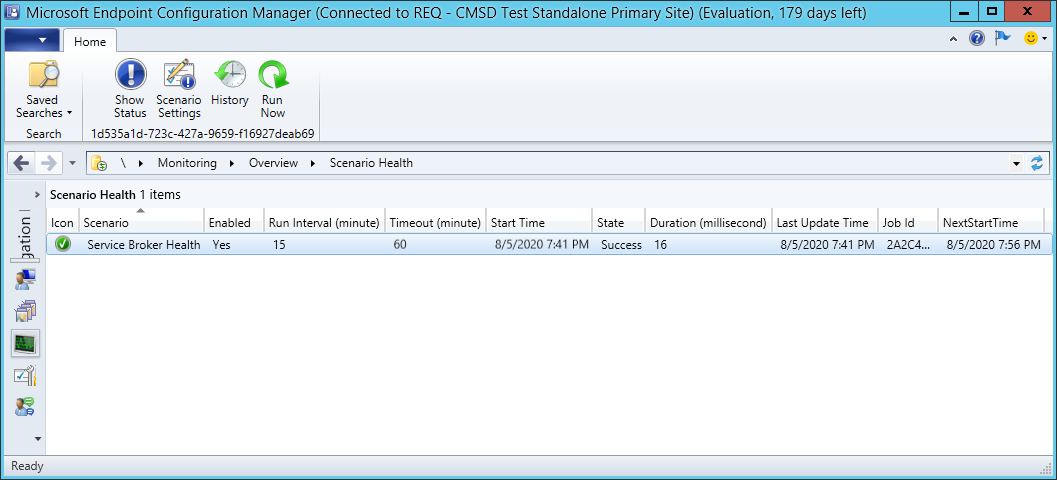 Microsoft Endpoint Configuration Manager (Connected to REQ - CMSD Test Standalone Primary Site) (Evaluation, 179 days left)
Home
Saved Searches
Show Status
Scenario Settings
History
Run Now
Search
1d535a1d-723c-427a-9659-f16927deab69
\ Monitoring Overview Scenario Health
Scenario Health 1 items
Icon Scenario Enabled Run Interval (minute) Timeout (minute) Start Time State Duration (millisecond) Last Update Time Job Id NextStartTime
Service Broker Health Yes 15 60 8/5/2020 7:41 PM Success 16 8/5/2020 7:41 PM 2A2C4... 8/5/2020 7:56 PM
Ready